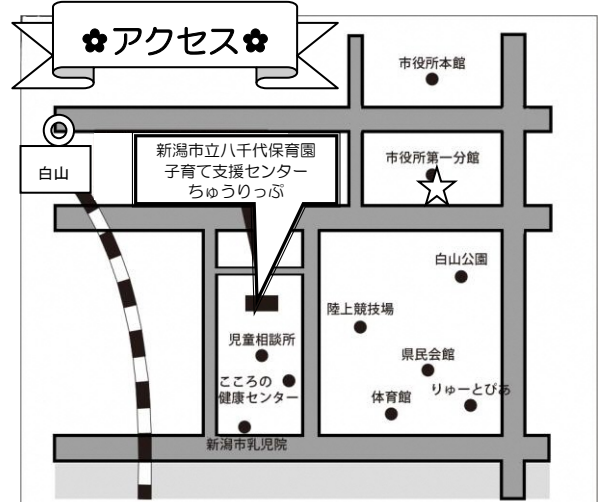 ✿アクセス✿
市役所本館
白山
新潟市立八千代保育園
子育て支援センター
ちゅうりっぷ
市役所第一分館
白山公園
陸上競技場
児童相談所
県民会館
こころの
健康センター
りゅーとぴあ
体育館
新潟市乳児院